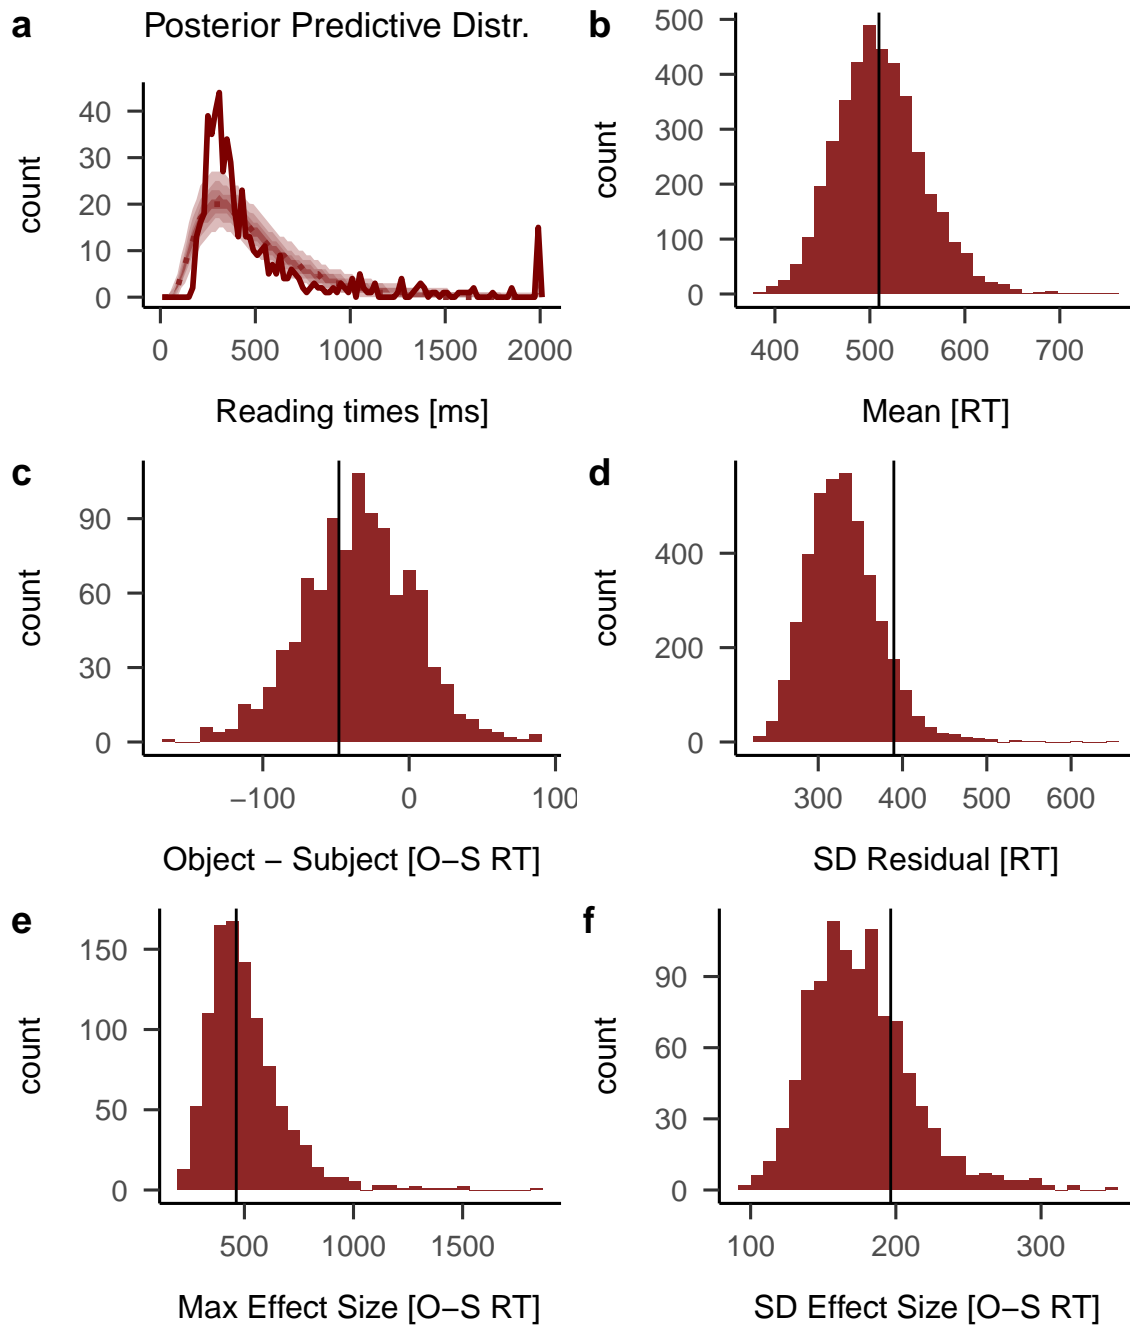 a
Posterior Predictive Distr.
count
40
30
20
10
0
0 500 1000 1500 2000
Reading times [ms]
b
count
500
400
300
200
100
0
400 500 600 700
Mean [RT]
c
count
90
60
30
0
−100 0 100
Object − Subject [O−S RT]
d
count
400
200
0
300 400 500 600
SD Residual [RT]
e
count
150
100
50
0
500 1000 1500
Max Effect Size [O−S RT]
f
count
90
60
30
0
100 200 300
SD Effect Size [O−S RT]